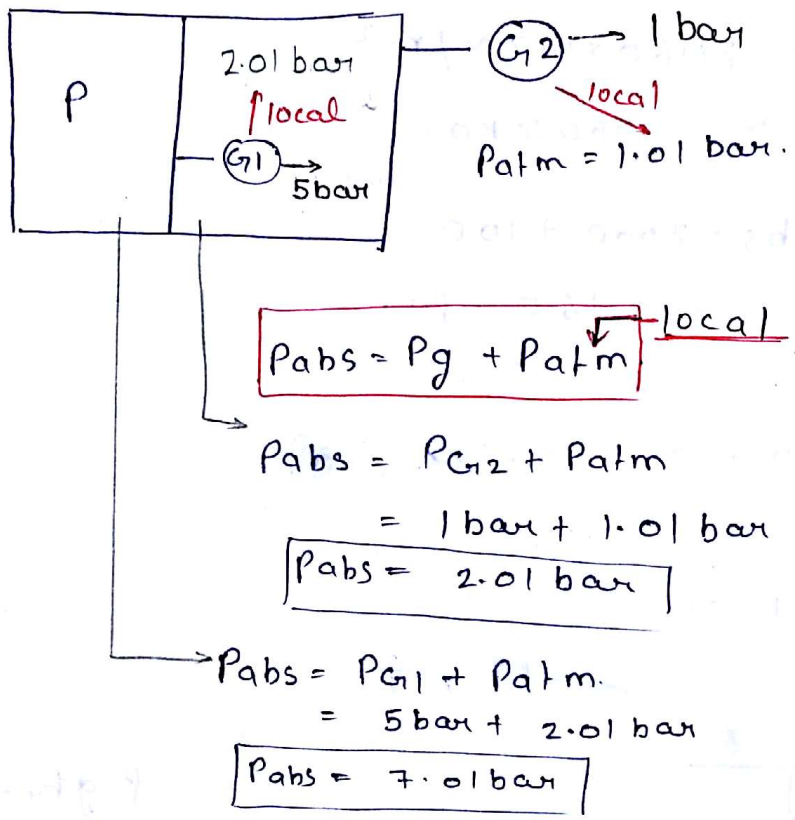 G2 → 1 bar
2.01 bar
P
local
local
G1 → 5 bar
Patm = 1.01 bar.
local
Pabs = Pg + Patm
Pabs = PG2 + Patm
= 1 bar + 1.01 bar
Pabs = 2.01 bar
Pabs = PG1 + Patm.
= 5 bar + 2.01 bar
Pabs = 7.01 bar